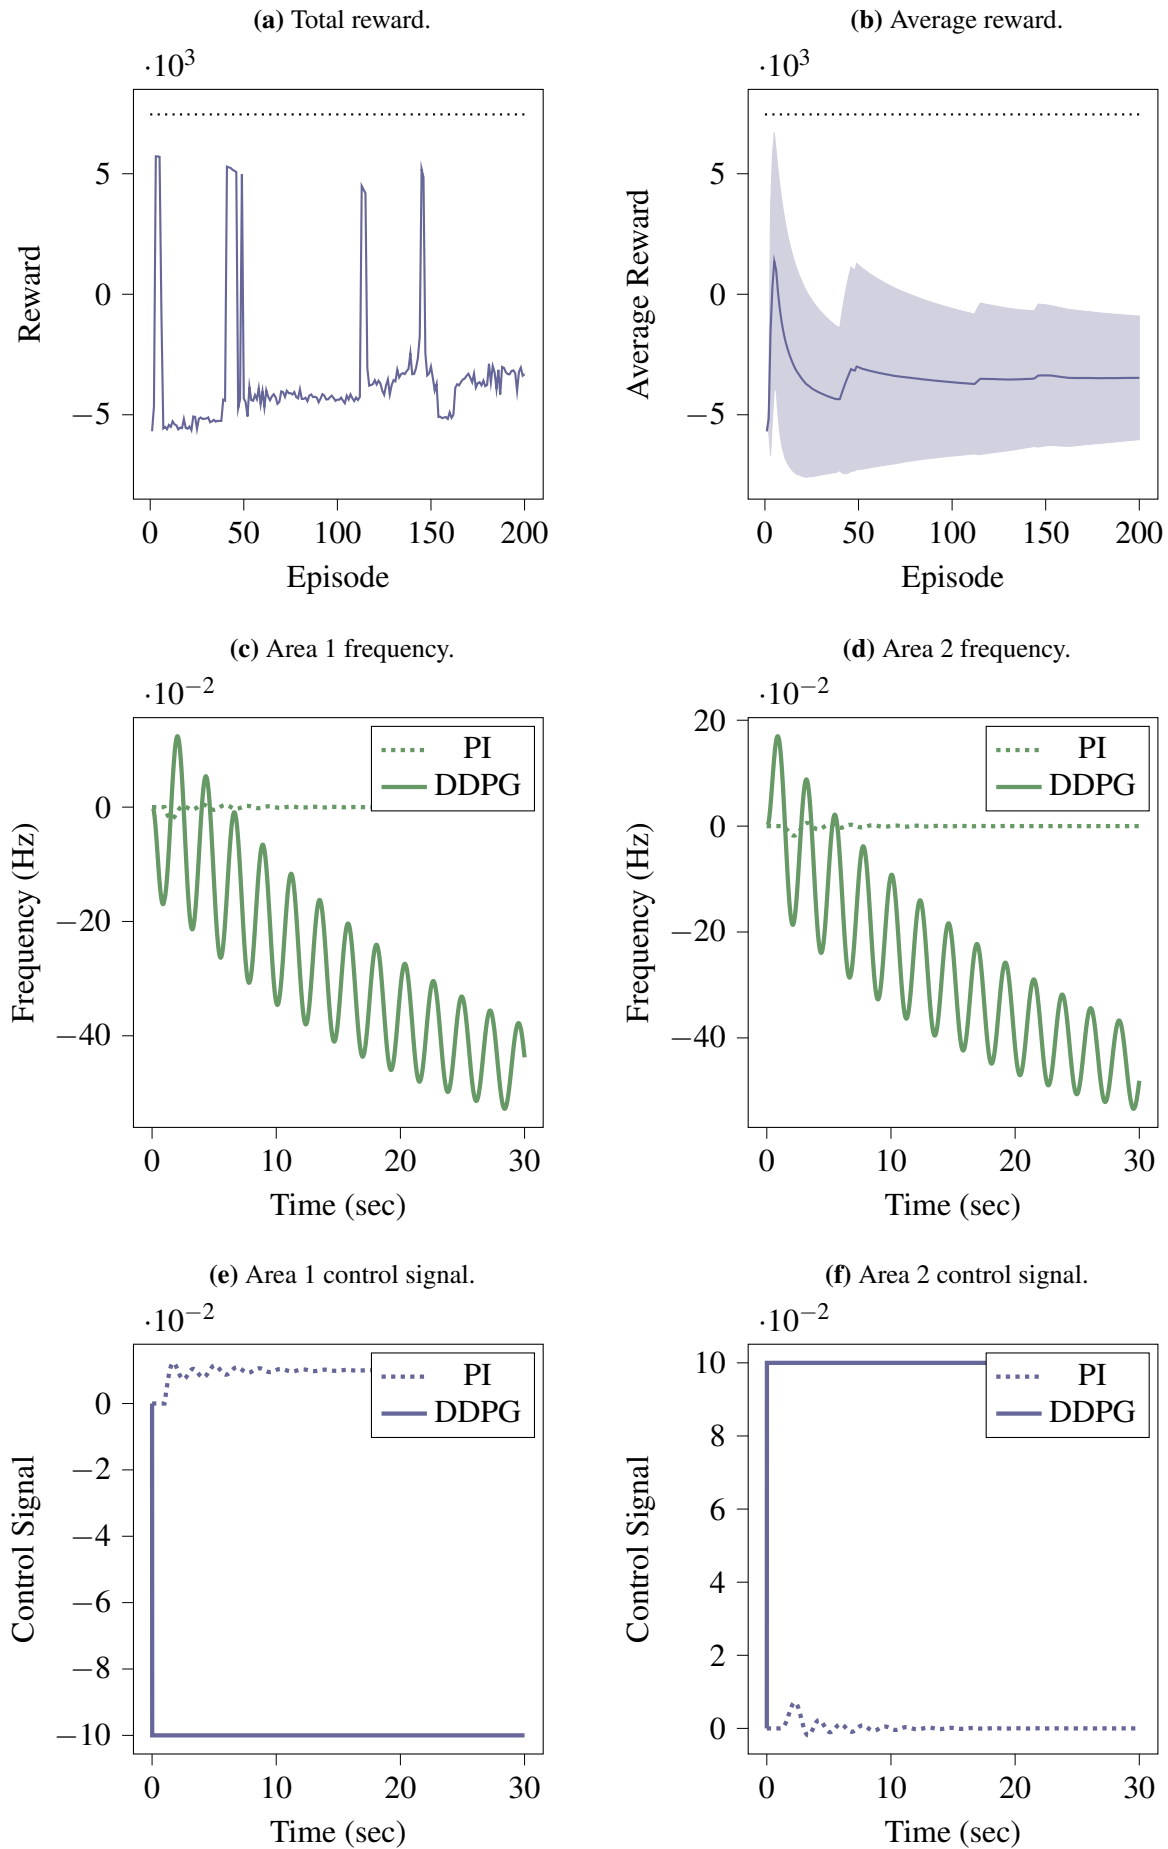 (a) Total reward.
·10³
5
0
−5
Reward
0 50 100 150 200
Episode
(b) Average reward.
·10³
5
0
−5
Average Reward
0 50 100 150 200
Episode
(c) Area 1 frequency.
·10⁻²
PI
DDPG
0
−20
−40
Frequency (Hz)
0 10 20 30
Time (sec)
(d) Area 2 frequency.
·10⁻²
PI
DDPG
20
0
−20
−40
Frequency (Hz)
0 10 20 30
Time (sec)
(e) Area 1 control signal.
·10⁻²
PI
DDPG
0
−2
−4
−6
−8
−10
Control Signal
0 10 20 30
Time (sec)
(f) Area 2 control signal.
·10⁻²
PI
DDPG
10
8
6
4
2
0
Control Signal
0 10 20 30
Time (sec)